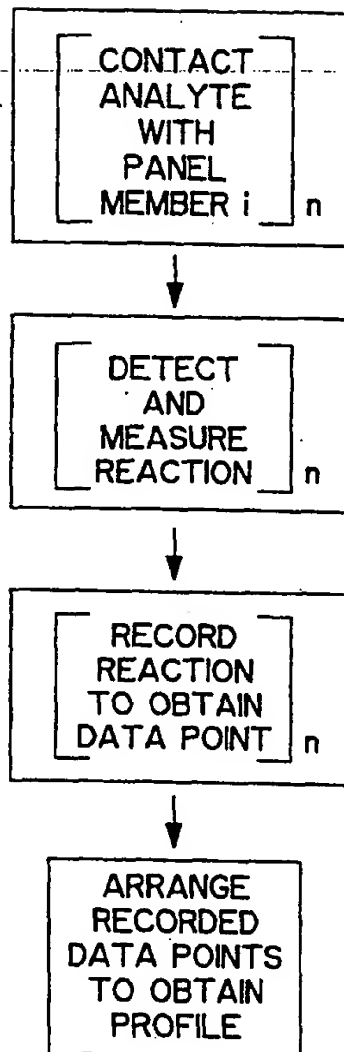 CONTACT
ANALYTE
WITH
PANEL
MEMBER i
n
DETECT
AND
MEASURE
REACTION
n
RECORD
REACTION
TO OBTAIN
DATA POINT
n
ARRANGE
RECORDED
DATA POINTS
TO OBTAIN
PROFILE